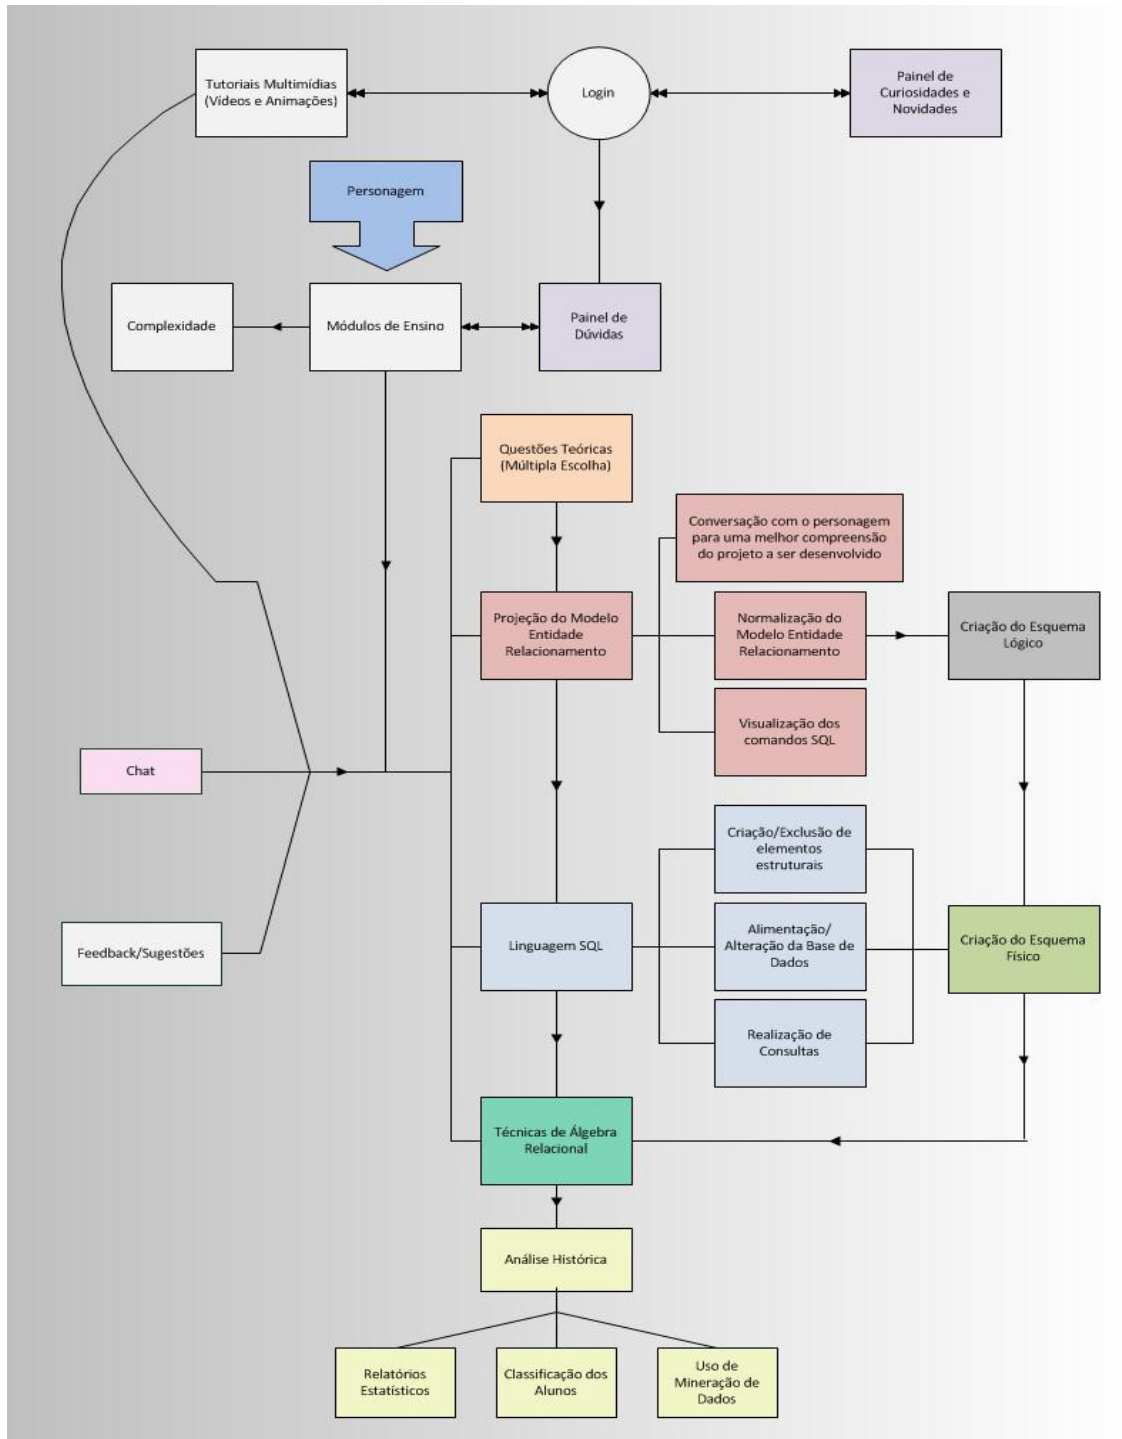 Tutoriais Multimídias
(Vídeos e Animações)
Login
Painel de
Curiosidades e
Novidades
Personagem
Complexidade
Módulos de Ensino
Painel de
Dúvidas
Questões Teóricas
(Múltipla Escolha)
Conversação com o personagem
para uma melhor compreensão
do projeto a ser desenvolvido
Projeção do Modelo
Entidade
Relacionamento
Normalização do
Modelo Entidade
Relacionamento
Criação do Esquema
Lógico
Visualização dos
comandos SQL
Chat
Criação/Exclusão de
elementos
estruturais
Feedback/Sugestões
Linguagem SQL
Alimentação/
Alteração da Base de
Dados
Criação do Esquema
Físico
Realização de
Consultas
Técnicas de Álgebra
Relacional
Análise Histórica
Relatórios
Estatísticos
Classificação dos
Alunos
Uso de
Mineração de
Dados